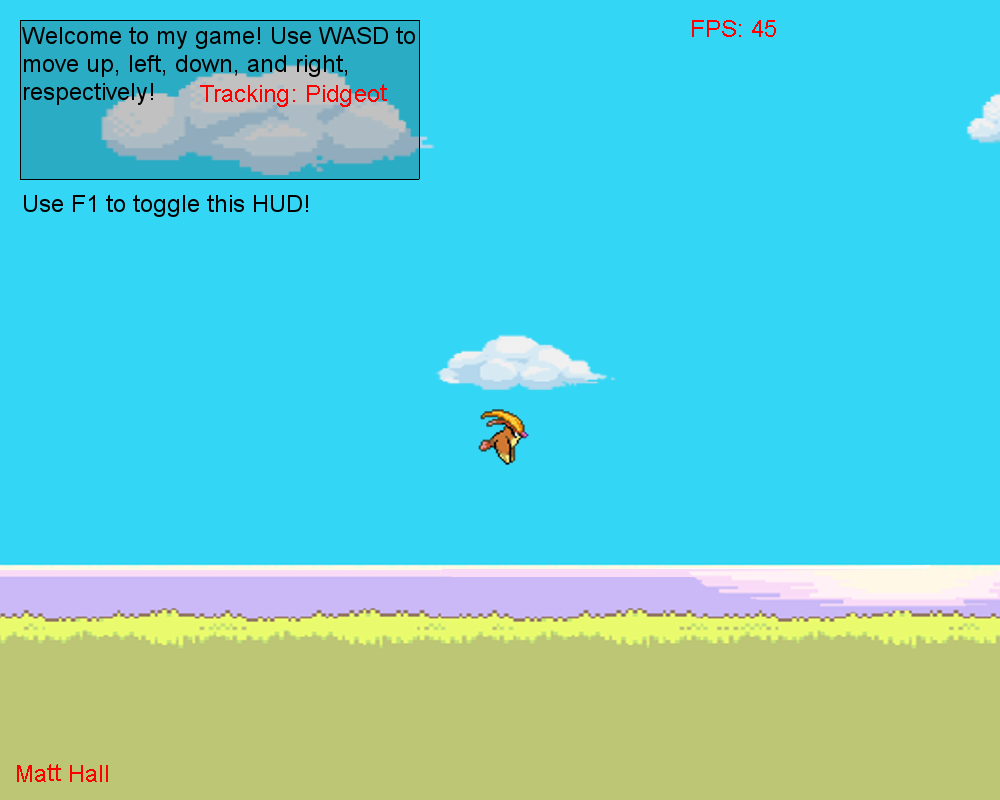 FPS: 45
Welcome to my game! Use WASD to
move up, left, down, and right,
respectively!
Tracking: Pidgeot
Use F1 to toggle this HUD!
Matt Hall